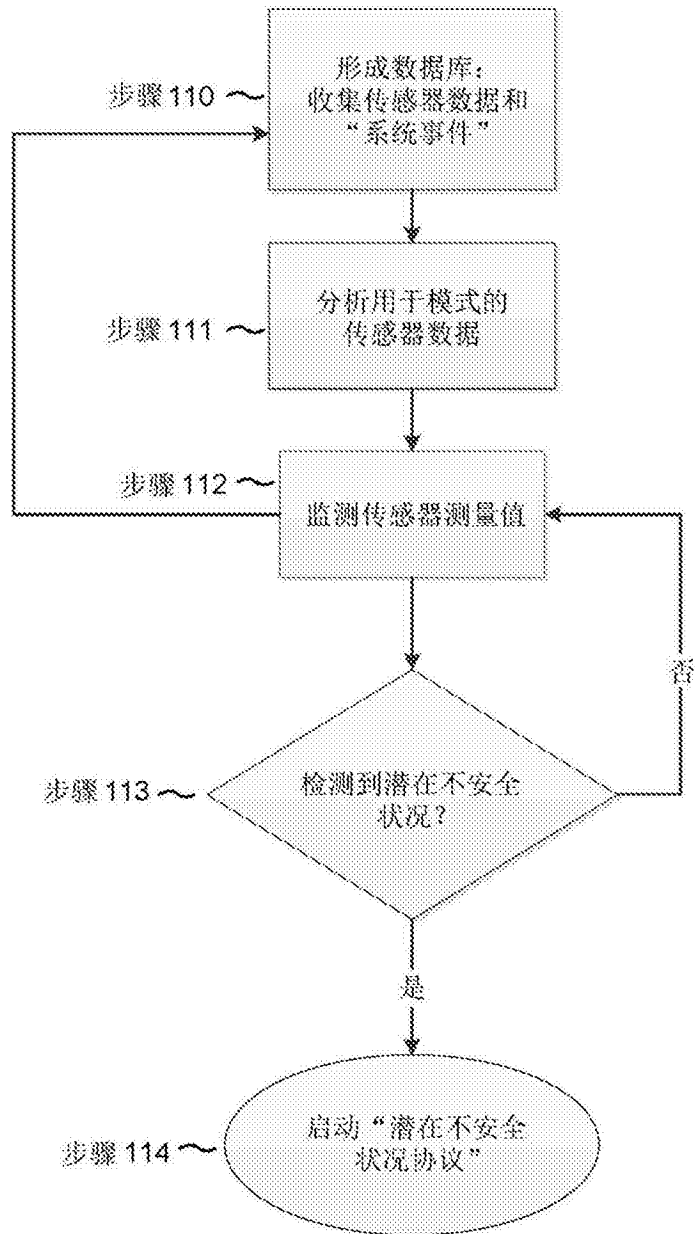 步骤 110
形成数据库：
收集传感器数据和
“系统事件”
步骤 111
分析用于模式的
传感器数据
步骤 112
监测传感器测量值
否
步骤 113
检测到潜在不安全
状况？
是
步骤 114
启动“潜在不安全
状况协议”